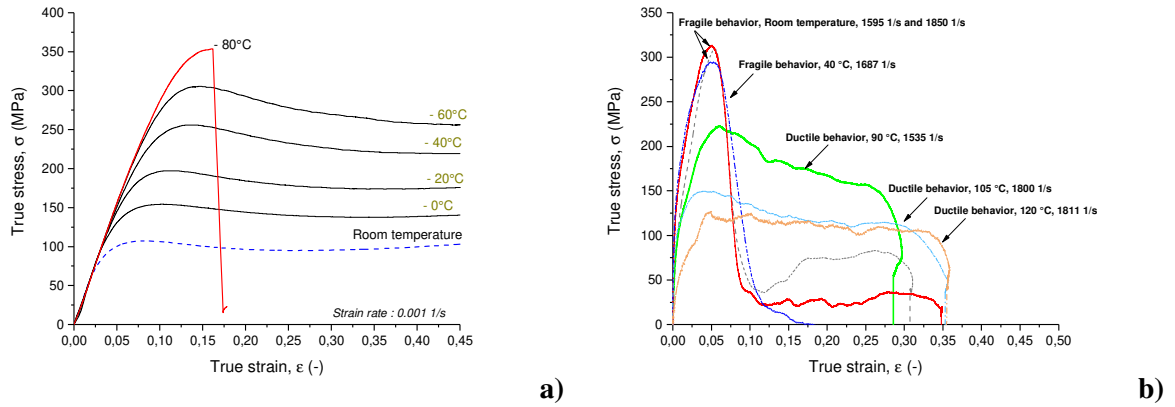 400
350
300
250
200
150
100
50
0
True stress, σ (MPa)
- 80°C
- 60°C
- 40°C
- 20°C
- 0°C
Room temperature
Strain rate : 0.001 1/s
0,00 0,05 0,10 0,15 0,20 0,25 0,30 0,35 0,40 0,45
True strain, ε (-)
a)
350
300
250
200
150
100
50
0
True stress, σ (MPa)
Fragile behavior, Room temperature, 1595 1/s and 1850 1/s
Fragile behavior, 40 °C, 1687 1/s
Ductile behavior, 90 °C, 1535 1/s
Ductile behavior, 105 °C, 1800 1/s
Ductile behavior, 120 °C, 1811 1/s
0,00 0,05 0,10 0,15 0,20 0,25 0,30 0,35 0,40 0,45 0,50
True strain, ε (-)
b)